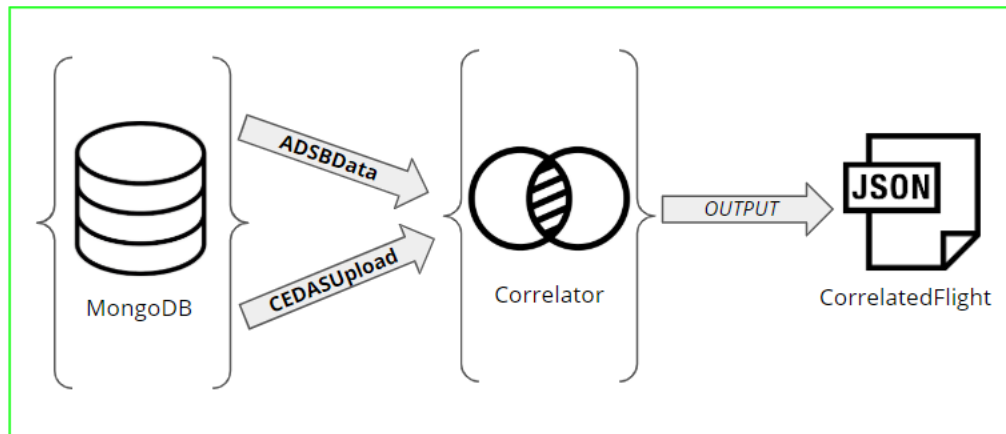 ADSBData
CEDASUpload
MongoDB
Correlator
OUTPUT
JSON
CorrelatedFlight